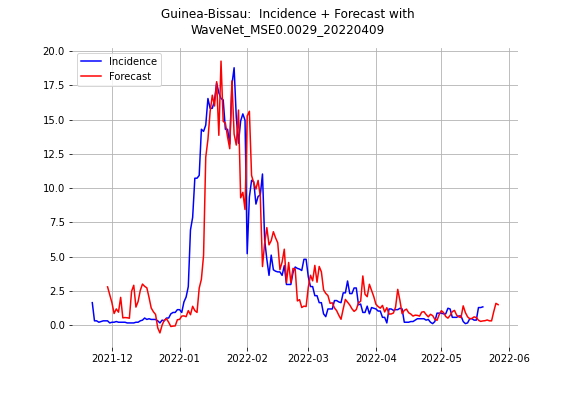 Guinea-Bissau:  Incidence + Forecast with
WaveNet_MSE0.0029_20220409
Incidence
Forecast
20.0
17.5
15.0
12.5
10.0
7.5
5.0
2.5
0.0
2021-12 2022-01 2022-02 2022-03 2022-04 2022-05 2022-06